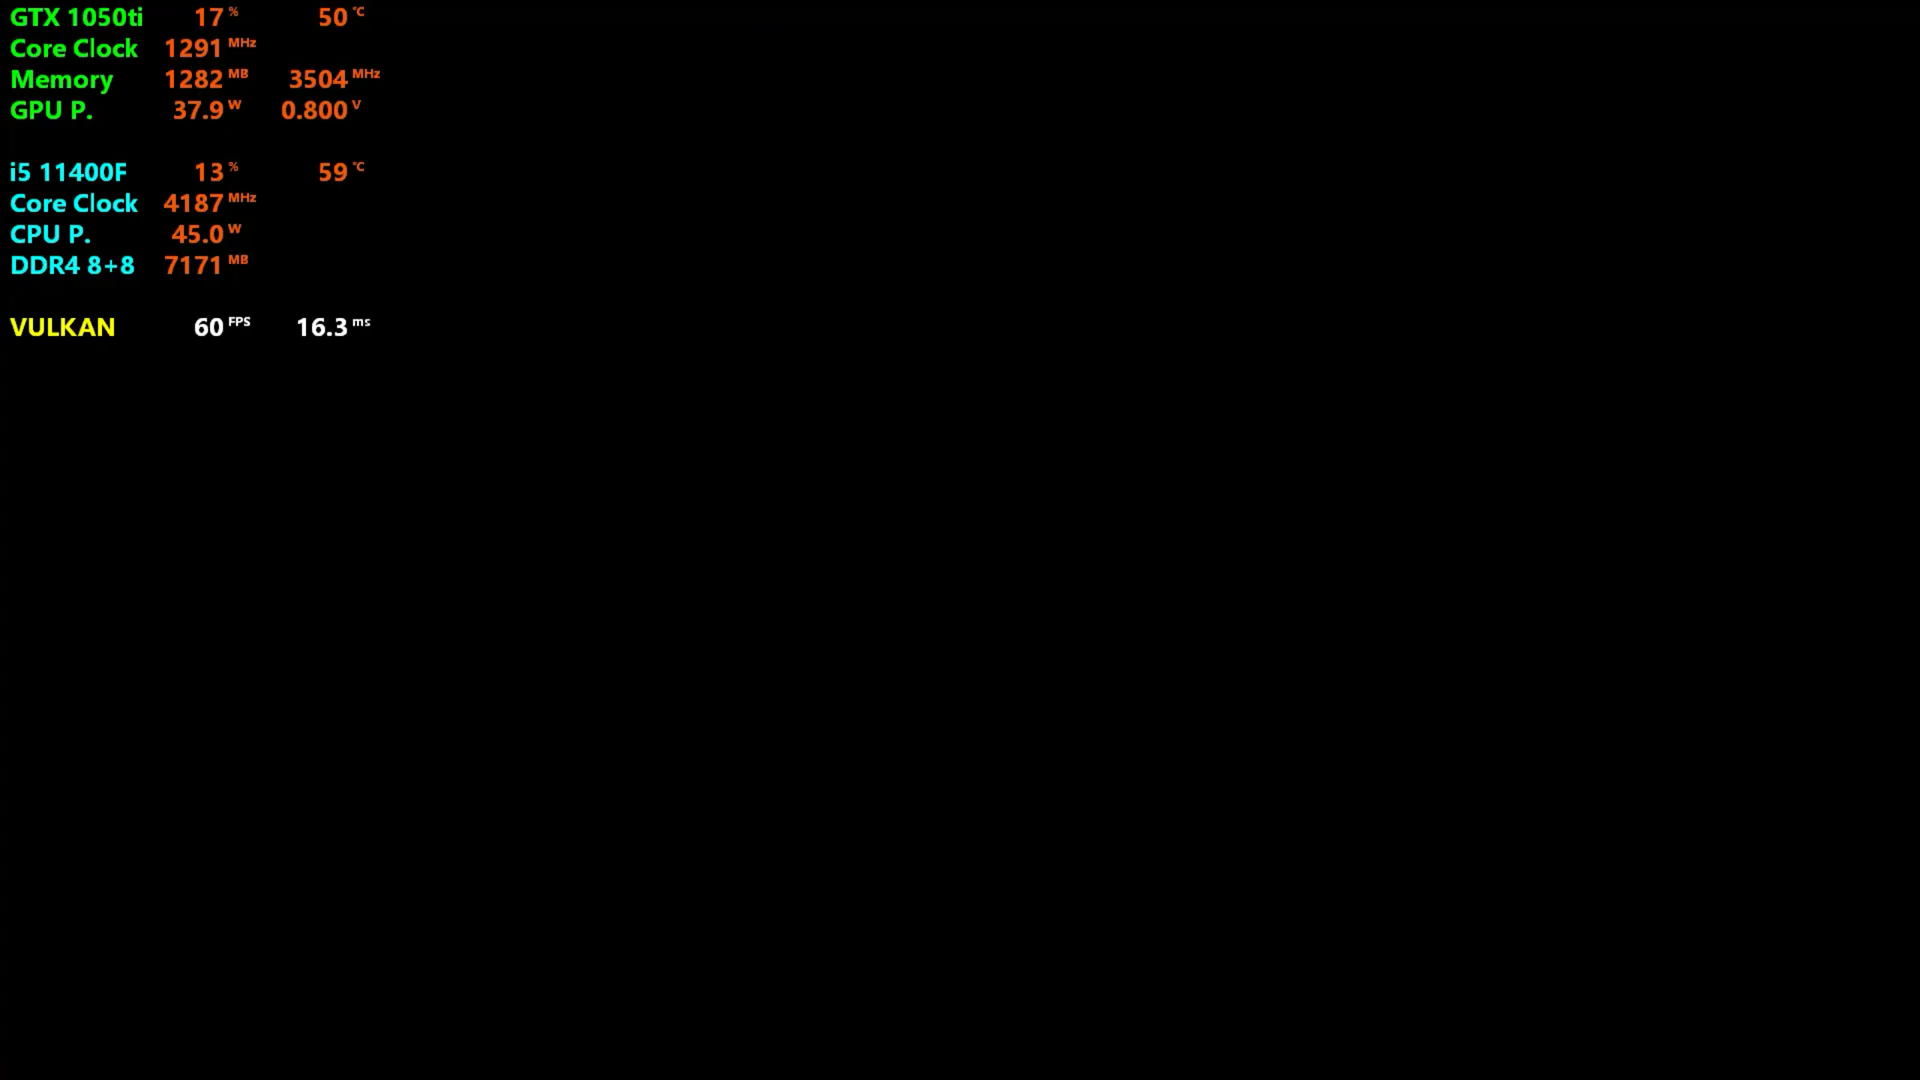 GTX 1050ti 17 % 50 °C
Core Clock 1291 MHz
Memory 1282 MB 3504 MHz
GPU P. 37.9 W 0.800 V
i5 11400F 13 % 59 °C
Core Clock 4187 MHz
CPU P. 45.0 W
DDR4 8+8 7171 MB
VULKAN 60 FPS 16.3 ms